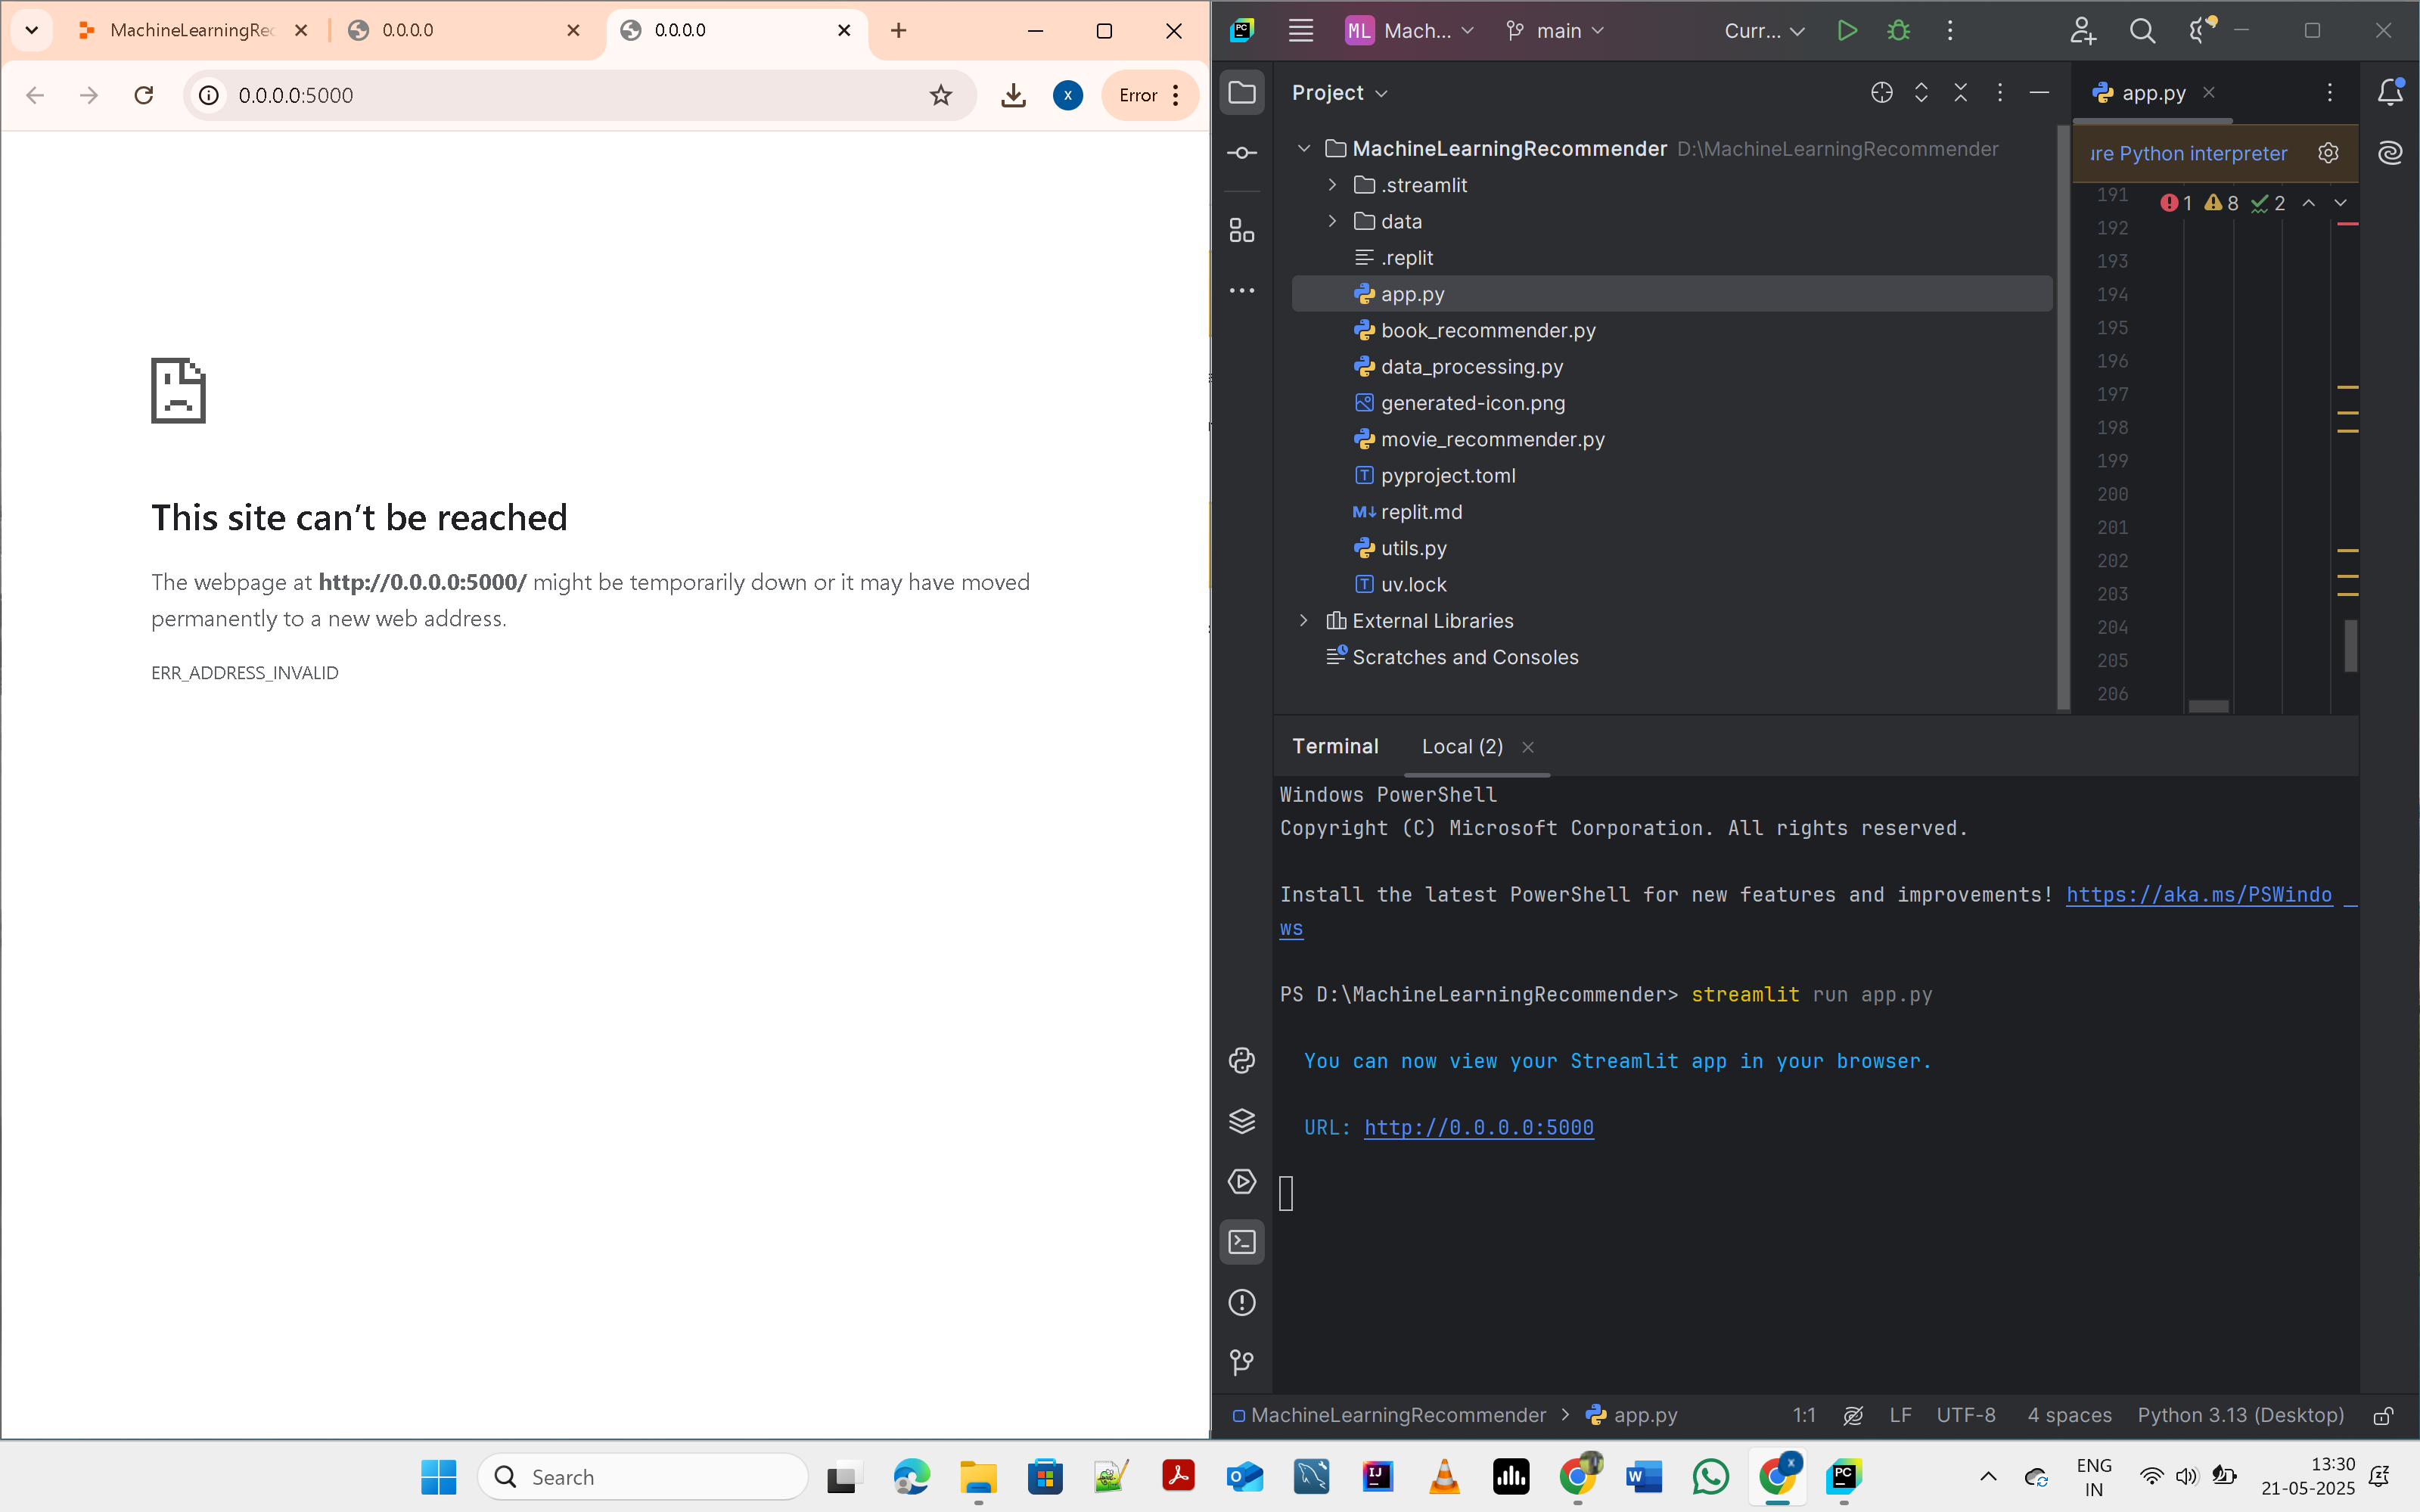 MachineLearningRec
0.0.0.0
0.0.0.0
0.0.0.0:5000
x
Error
This site can't be reached
The webpage at http://0.0.0.0:5000/ might be temporarily down or it may have moved
permanently to a new web address.
ERR_ADDRESS_INVALID
PC
ML
Mach...
main
Curr...
Project
app.py
MachineLearningRecommender D:\MachineLearningRecommender
.streamlit
data
.replit
app.py
book_recommender.py
data_processing.py
generated-icon.png
movie_recommender.py
pyproject.toml
replit.md
utils.py
uv.lock
External Libraries
Scratches and Consoles
ure Python interpreter
1 8 2
191
192
193
194
195
196
197
198
199
200
201
202
203
204
205
206
Terminal
Local (2)
Windows PowerShell
Copyright (C) Microsoft Corporation. All rights reserved.
Install the latest PowerShell for new features and improvements! https://aka.ms/PSWindo
ws
PS D:\MachineLearningRecommender> streamlit run app.py
You can now view your Streamlit app in your browser.
URL: http://0.0.0.0:5000
MachineLearningRecommender > app.py
1:1
LF
UTF-8
4 spaces
Python 3.13 (Desktop)
Search
ENG
IN
13:30
21-05-2025